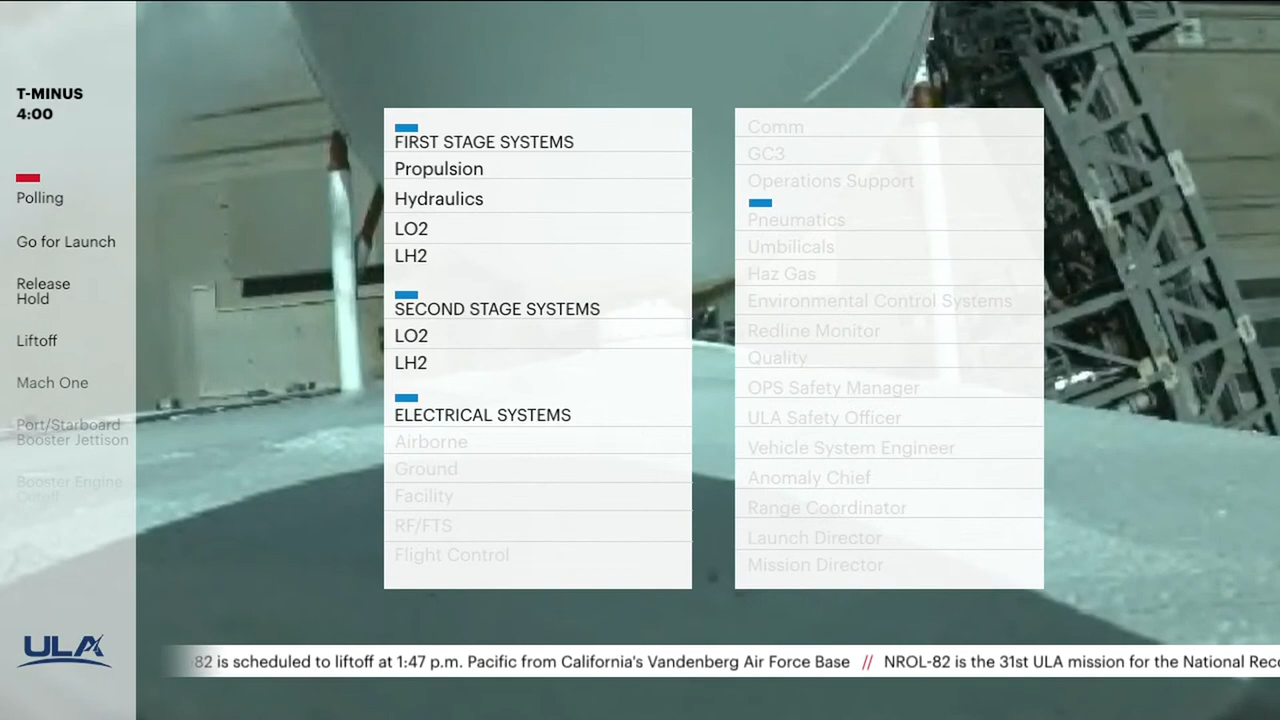 T-MINUS
4:00
Polling
Go for Launch
Release
Hold
Liftoff
Mach One
Port/Starboard
Booster Jettison
Booster Engine
Cutoff
ULA
FIRST STAGE SYSTEMS
Propulsion
Hydraulics
LO2
LH2
SECOND STAGE SYSTEMS
LO2
LH2
ELECTRICAL SYSTEMS
Airborne
Ground
Facility
RF/FTS
Flight Control
Comm
GC3
Operations Support
Pneumatics
Umbilicals
Haz Gas
Environmental Control Systems
Redline Monitor
Quality
OPS Safety Manager
ULA Safety Officer
Vehicle System Engineer
Anomaly Chief
Range Coordinator
Launch Director
Mission Director
82 is scheduled to liftoff at 1:47 p.m. Pacific from California's Vandenberg Air Force Base // NROL-82 is the 31st ULA mission for the National Reco